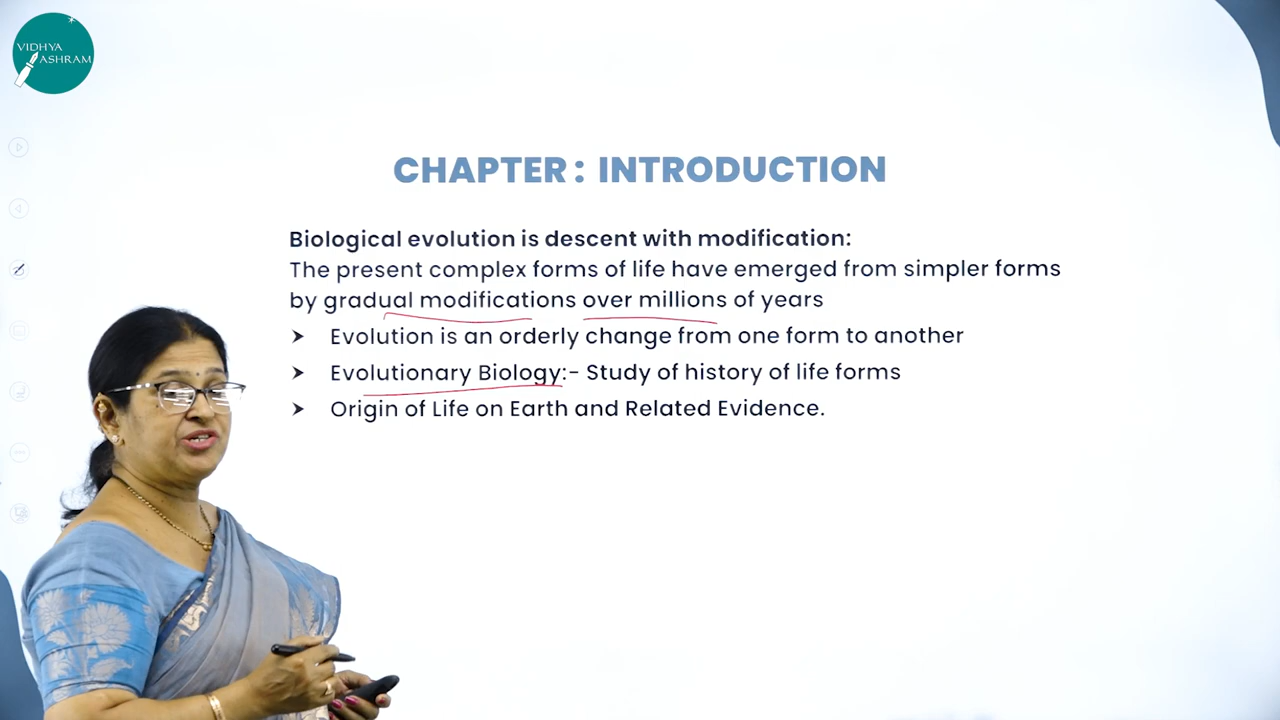 VIDHYA
ASHRAM
CHAPTER : INTRODUCTION
Biological evolution is descent with modification:
The present complex forms of life have emerged from simpler forms
by gradual modifications over millions of years
➤ Evolution is an orderly change from one form to another
➤ Evolutionary Biology:- Study of history of life forms
➤ Origin of Life on Earth and Related Evidence.